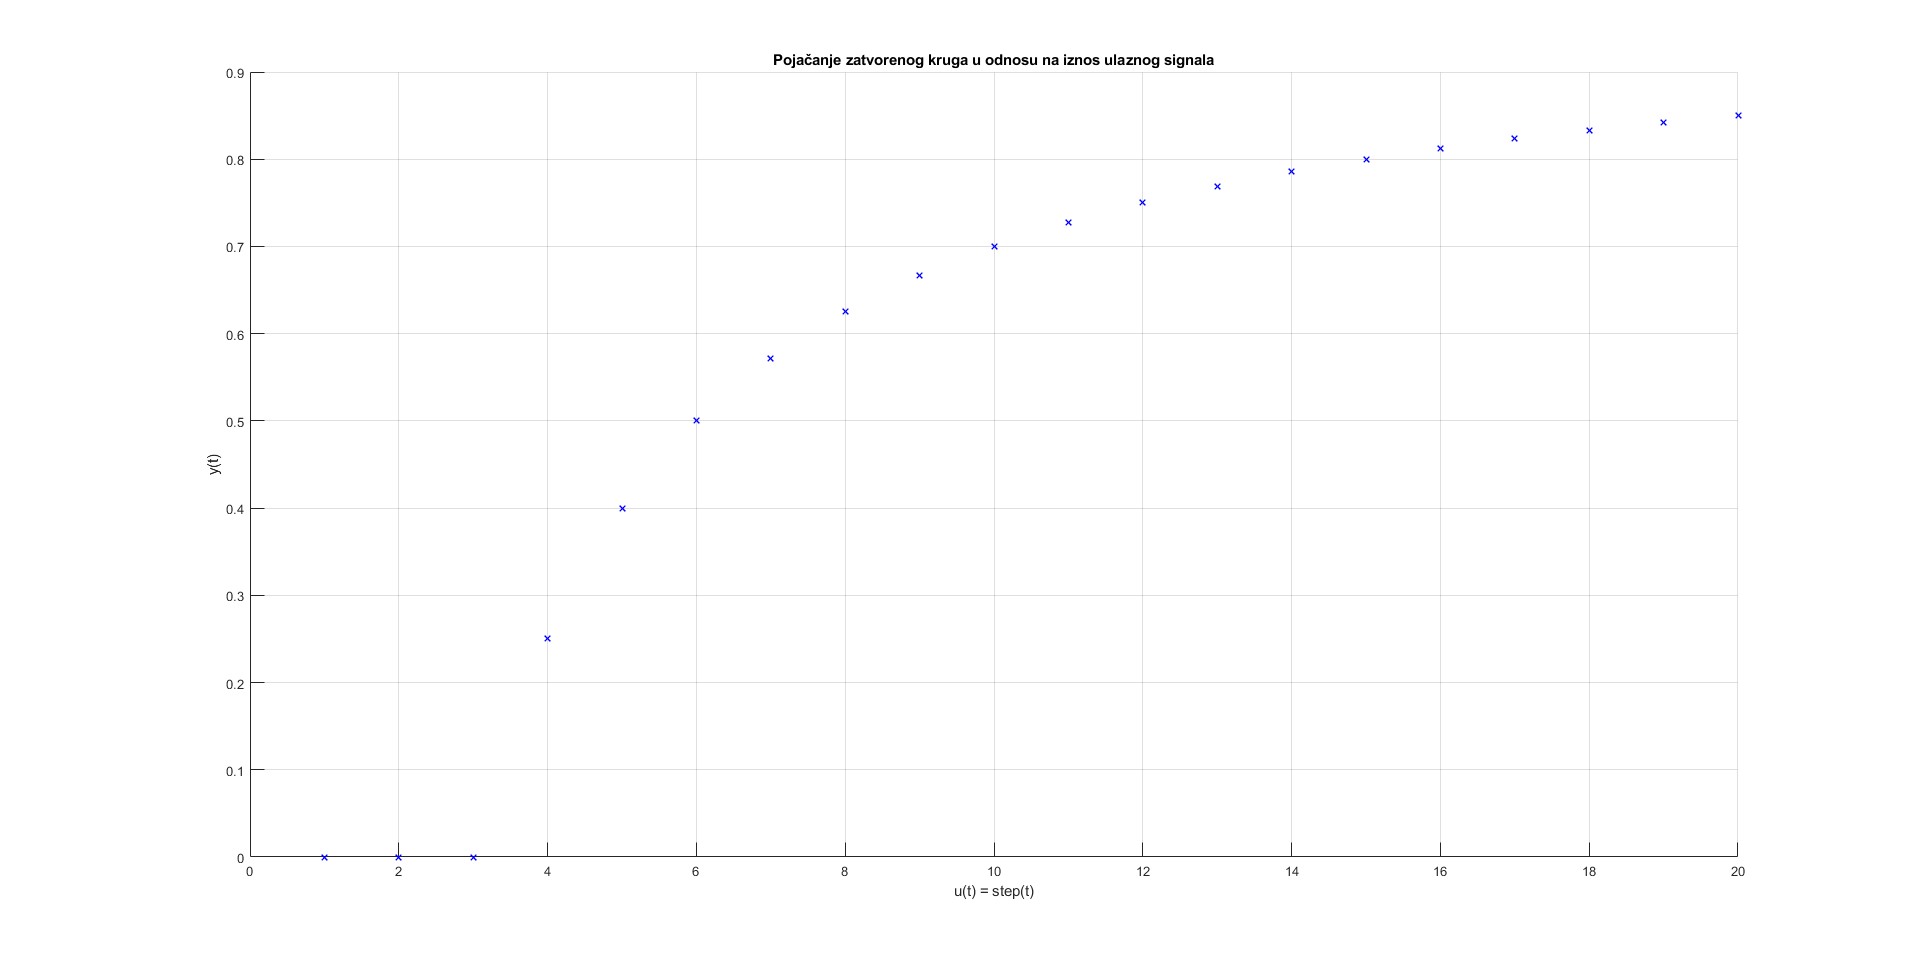 Pojačanje zatvorenog kruga u odnosu na iznos ulaznog signala
0.9
0.8
0.7
0.6
0.5
y(t)
0.4
0.3
0.2
0.1
0
0 2 4 6 8 10 12 14 16 18 20
u(t) = step(t)